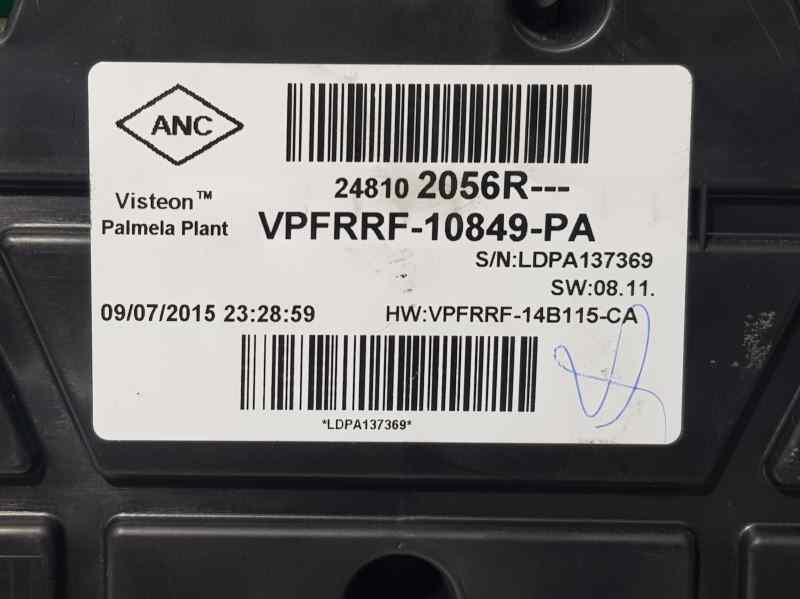 ANC
24810 2056R---
Visteon™
Palmela Plant
VPFRRF-10849-PA
S/N:LDPA137369
SW:08.11.
09/07/2015 23:28:59
HW:VPFRRF-14B115-CA
*LDPA137369*